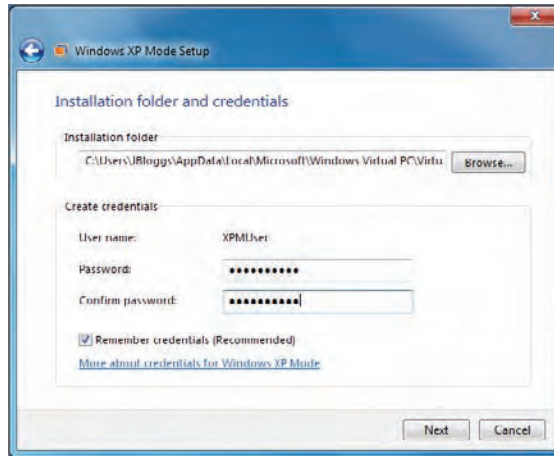 Windows XP Mode Setup
Installation folder and credentials
Installation folder
C:\Users\JBloggs\AppData\Local\Microsoft\Windows Virtual PC\Virtu
Browse...
Create credentials
User name: XPMUser
Password: ●●●●●●●●●●
Confirm password: ●●●●●●●●●●
Remember credentials (Recommended)
More about credentials for Windows XP Mode
Next Cancel